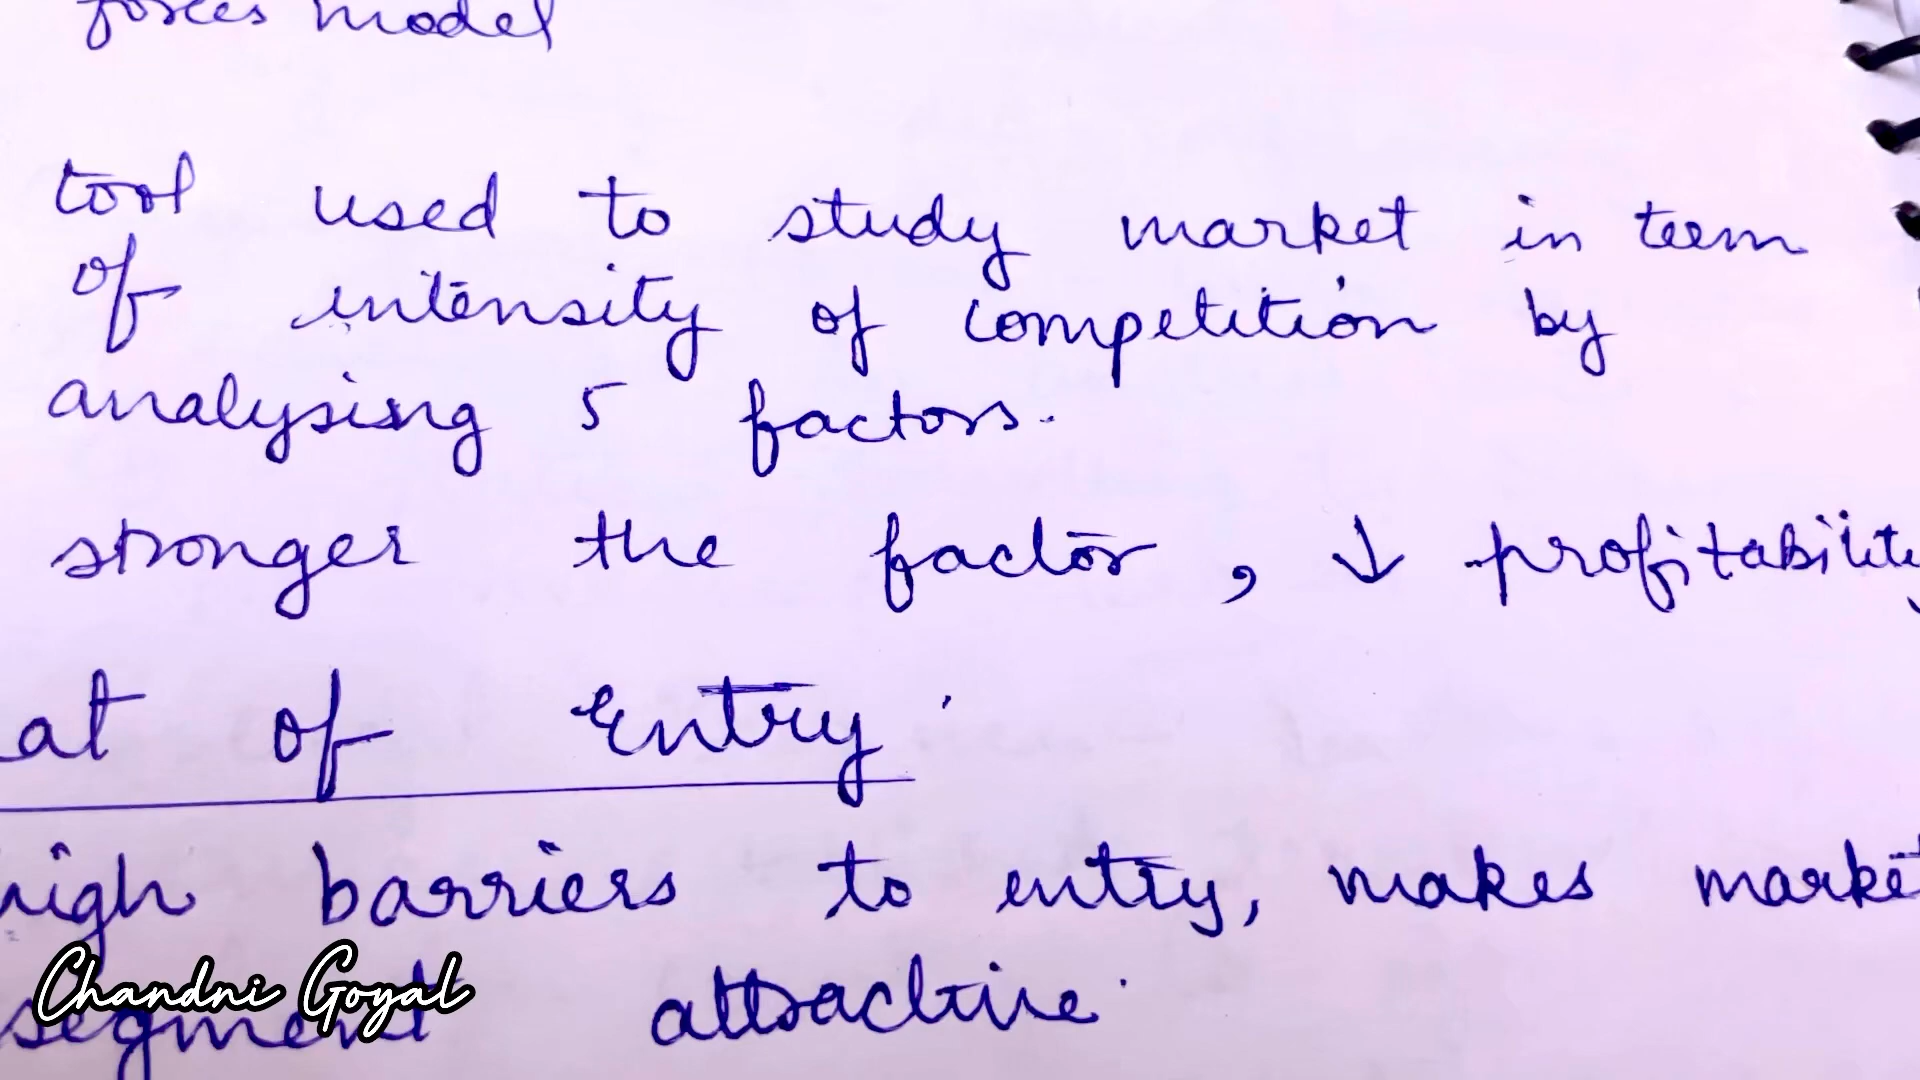 forces model
tool used to study market in term
of intensity of competition by
analysising 5 factors.
stronger the factor, ↓ profitability
at of Entry
high barriers to entry, makes market
segment attractive.
Chandni Goyal